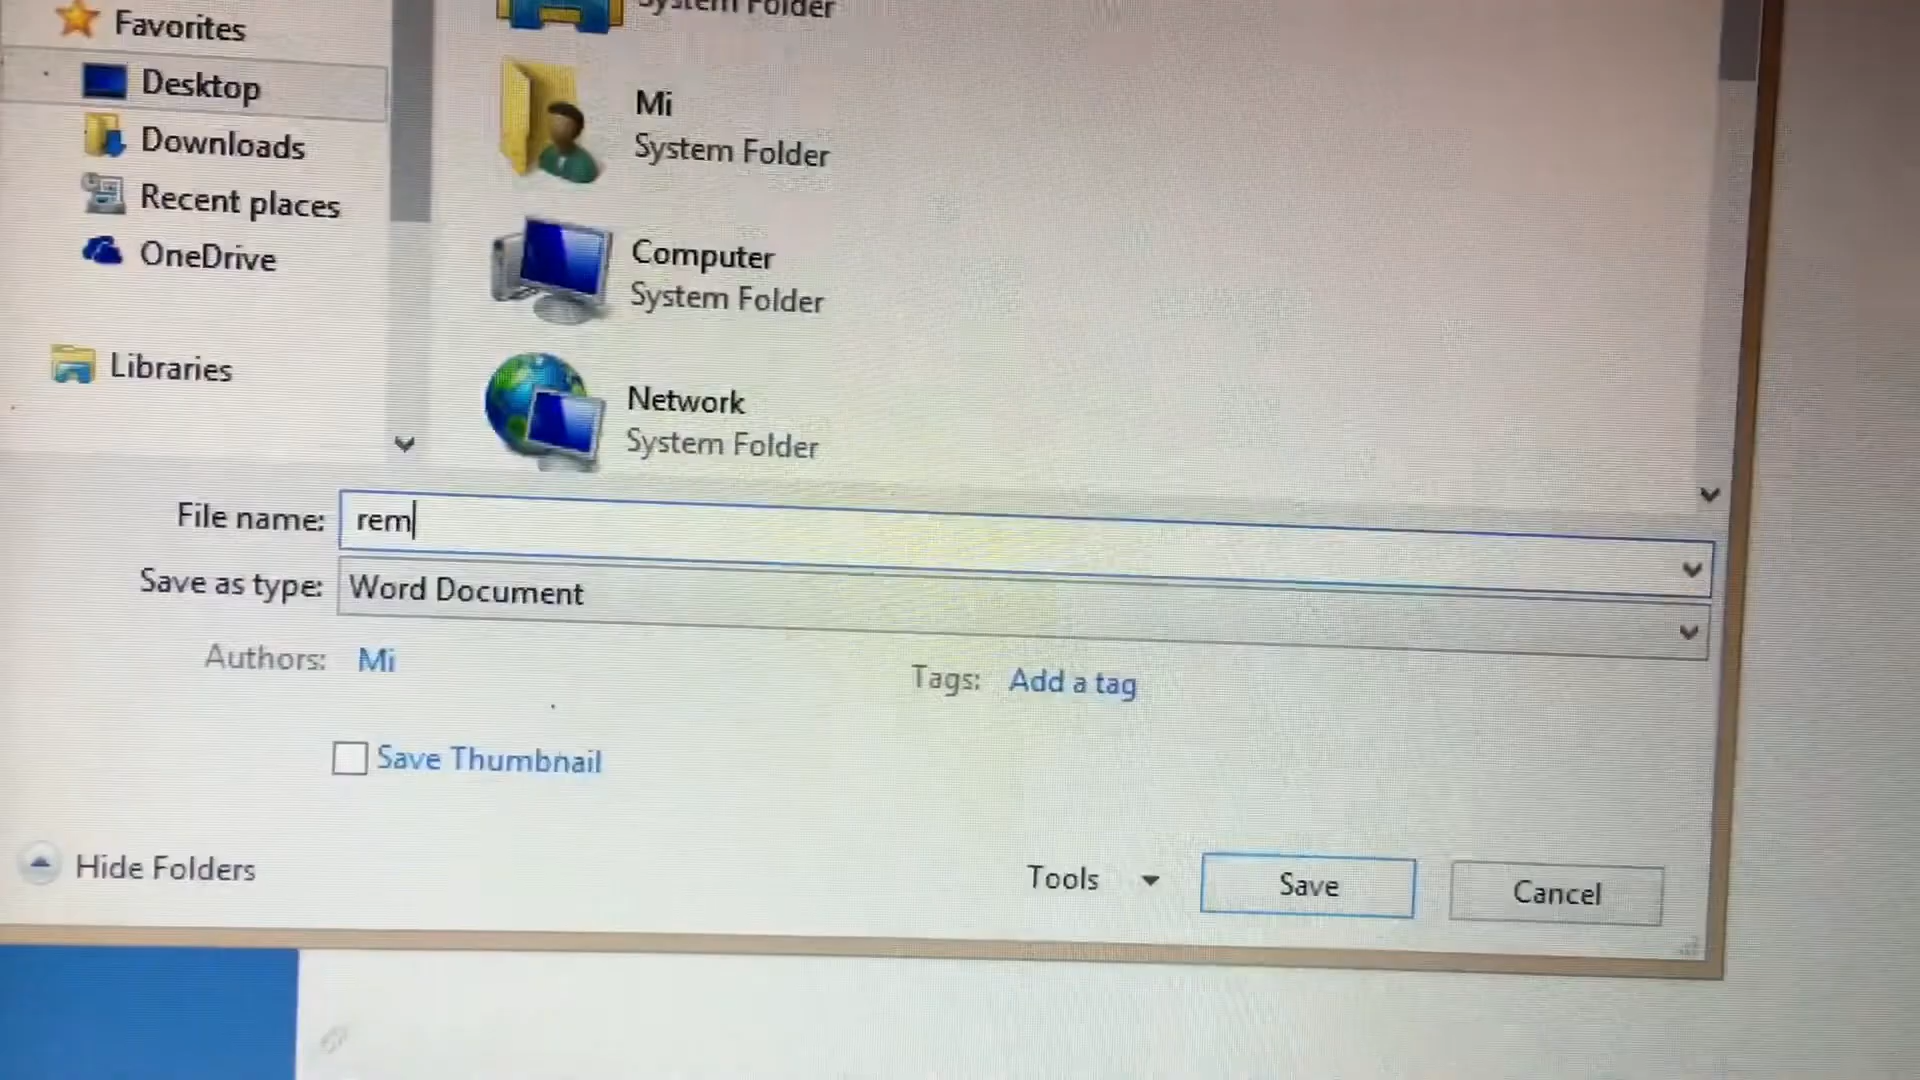 Favorites
Desktop
Downloads
Recent places
OneDrive
Libraries
System Folder
Mi
System Folder
Computer
System Folder
Network
System Folder
File name: rem
Save as type: Word Document
Authors: Mi
Tags: Add a tag
Save Thumbnail
Hide Folders
Tools
Save
Cancel